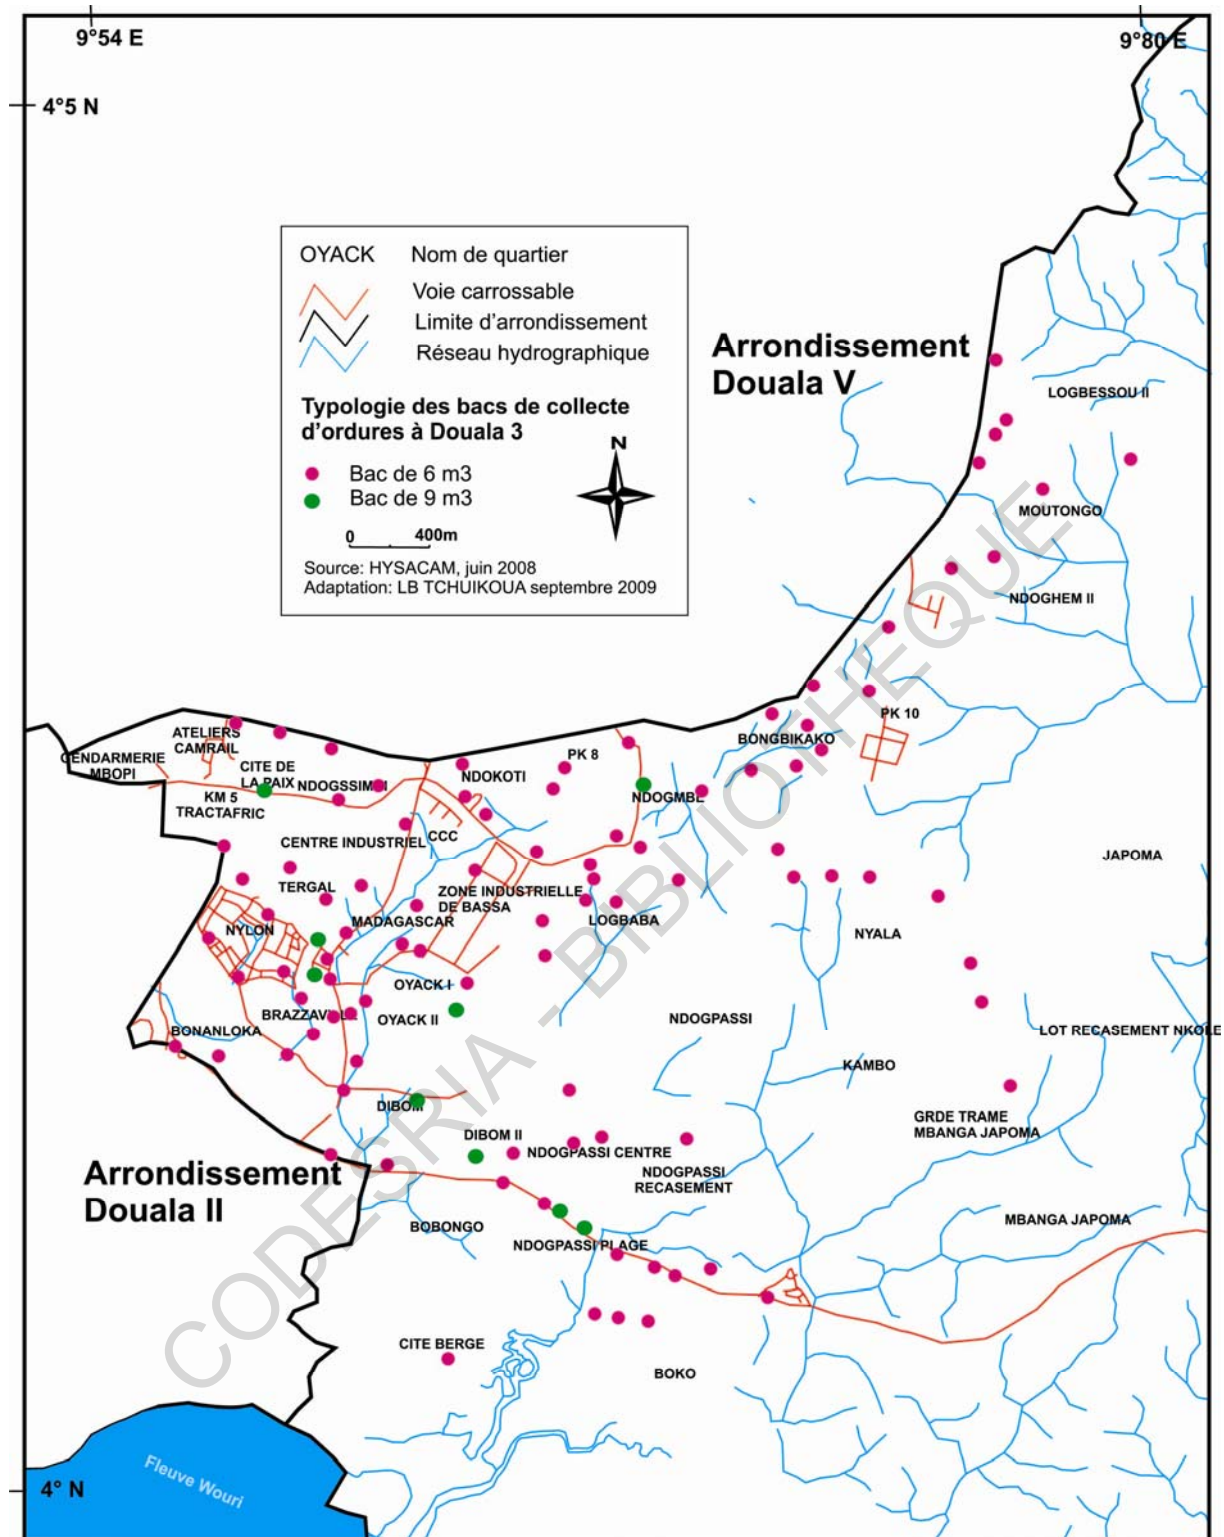 9°54 E
9°80 E
4°5 N
OYACK Nom de quartier
Voie carrossable
Limite d'arrondissement
Réseau hydrographique
Typologie des bacs de collecte
d'ordures à Douala 3
N
Bac de 6 m3
Bac de 9 m3
0 400m
Source: HYSACAM, juin 2008
Adaptation: LB TCHUIKOUA septembre 2009
Arrondissement
Douala V
LOGBESSOU II
MOUTONGO
NDOGHEM II
PK 10
BONGBIKAKO
ATELIERS
CAMRAIL
GENDARMERIE
MBOPI
CITE DE
LA PAIX
NDOGSSIMBI
KM 5
TRACTAFRIC
NDOKOTI
PK 8
NDOGMBE
CENTRE INDUSTRIEL
CCC
JAPOMA
TERGAL
ZONE INDUSTRIELLE
DE BASSA
MADAGASCAR
LOGBABA
NYLON
NYALA
OYACK I
BRAZZAVILLE
OYACK II
NDOGPASSI
BONANLOKA
LOT RECASEMENT NKOLE
KAMBO
DIBOM
GRDE TRAME
MBANGA JAPOMA
DIBOM II
NDOGPASSI CENTRE
NDOGPASSI
RECASEMENT
Arrondissement
Douala II
BOBONGO
MBANGA JAPOMA
NDOGPASSI PLAGE
CITE BERGE
BOKO
Fleuve Wouri
4° N
CODESRIA - BIBLIOTHEQUE